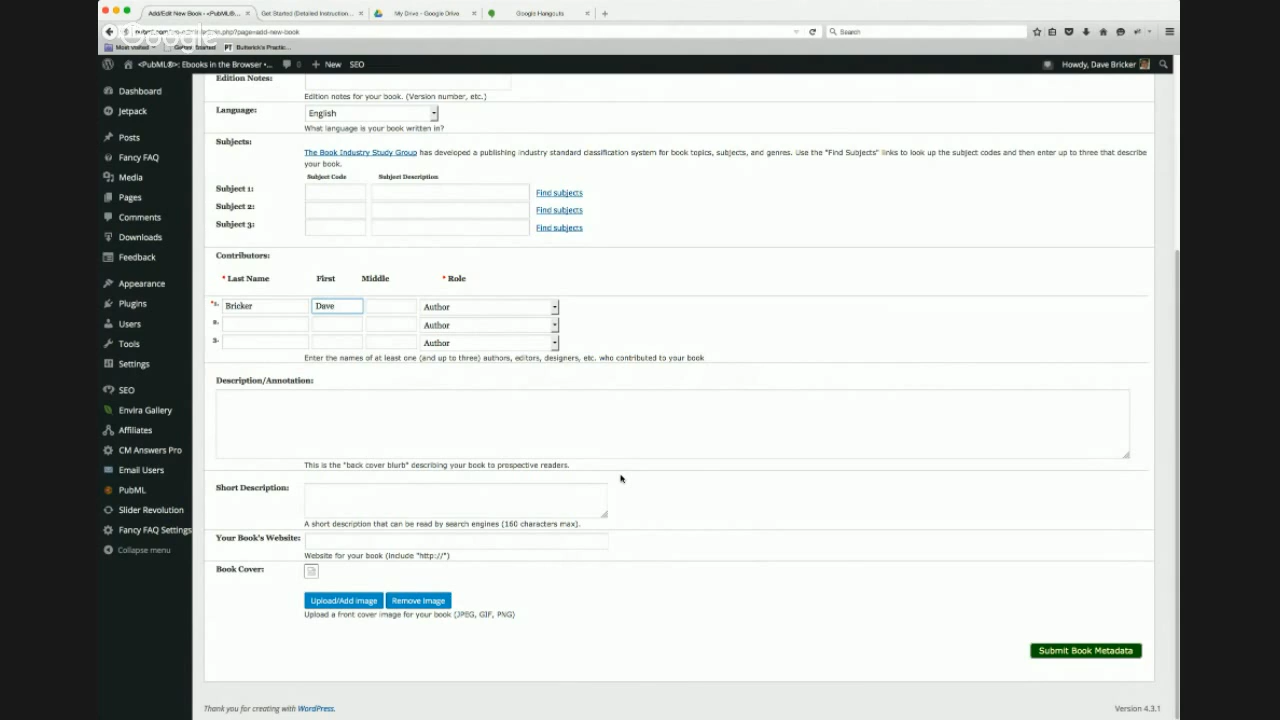 Add/Edit New Book - <PubML®... Get Started (Detailed Instruction... My Drive - Google Drive Google Hangouts
Google
.php?page=add-new-book Search
Most Visited Getting Started Butterick's Practic...
<PubML®>: Ebooks in the Browser •... 0 New SEO Howdy, Dave Bricker
Dashboard
Jetpack
Posts
Fancy FAQ
Media
Pages
Comments
Downloads
Feedback
Appearance
Plugins
Users
Tools
Settings
SEO
Envira Gallery
Affiliates
CM Answers Pro
Email Users
PubML
Slider Revolution
Fancy FAQ Settings
Collapse menu
Edition Notes:
Edition notes for your book. (Version number, etc.)
Language: English
What language is your book written in?
Subjects:
The Book Industry Study Group has developed a publishing industry standard classification system for book topics, subjects, and genres. Use the "Find Subjects" links to look up the subject codes and then enter up to three that describe
your book.
Subject Code Subject Description
Subject 1: Find subjects
Subject 2: Find subjects
Subject 3: Find subjects
Contributors:
* Last Name First Middle * Role
*1. Bricker Dave Author
2. Author
3. Author
Enter the names of at least one (and up to three) authors, editors, designers, etc. who contributed to your book
Description/Annotation:
This is the "back cover blurb" describing your book to prospective readers.
Short Description:
A short description that can be read by search engines (160 characters max).
Your Book's Website:
Website for your book (include "http://")
Book Cover:
Upload/Add image Remove Image
Upload a front cover image for your book (JPEG, GIF, PNG)
Submit Book Metadata
Thank you for creating with WordPress. Version 4.3.1